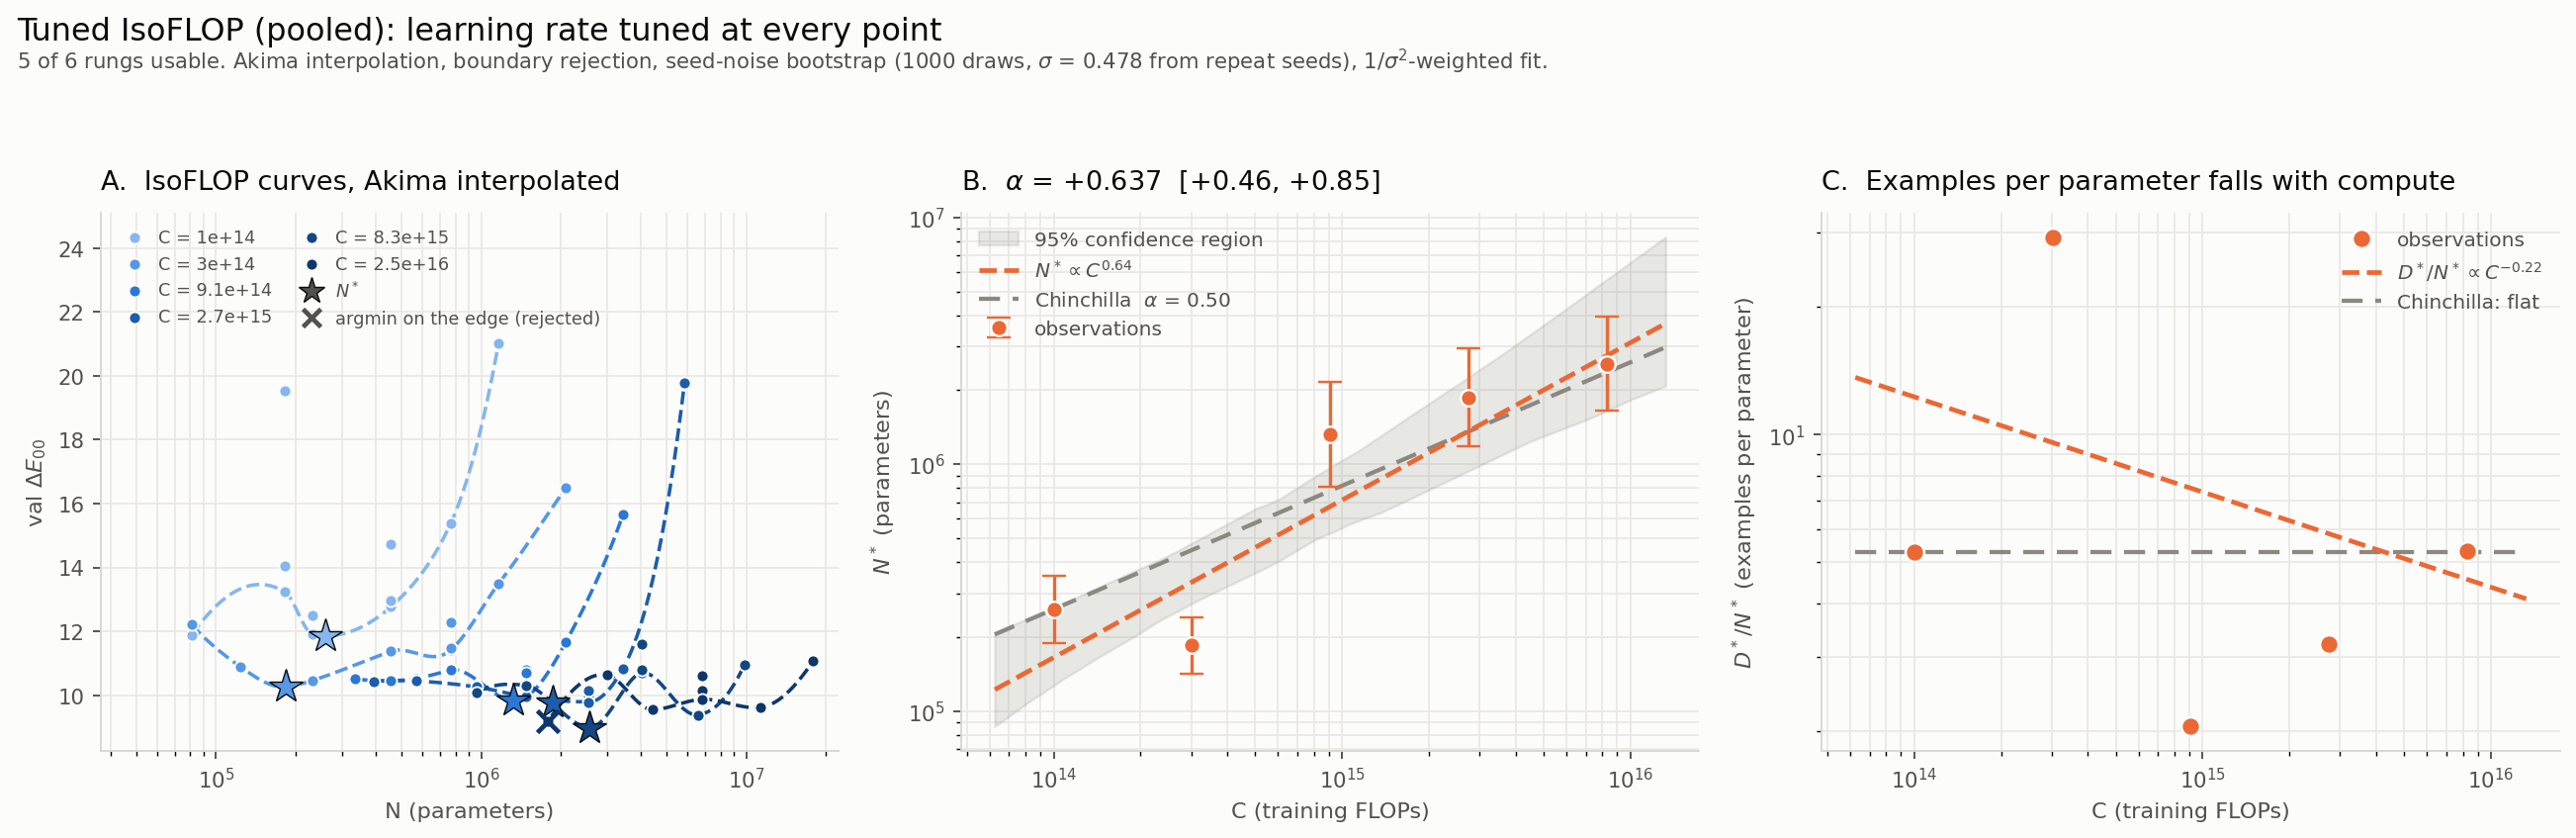 Tuned IsoFLOP (pooled): learning rate tuned at every point
5 of 6 rungs usable. Akima interpolation, boundary rejection, seed-noise bootstrap (1000 draws, σ = 0.478 from repeat seeds), 1/σ²-weighted fit.
A. IsoFLOP curves, Akima interpolated
C = 1e+14
C = 3e+14
C = 9.1e+14
C = 2.7e+15
C = 8.3e+15
C = 2.5e+16
N*
argmin on the edge (rejected)
24
22
20
18
16
14
12
10
val ΔE₀₀
10⁵
10⁶
10⁷
N (parameters)
B. α = +0.637 [+0.46, +0.85]
95% confidence region
N* ∝ C^0.64
Chinchilla α = 0.50
observations
10⁷
10⁶
10⁵
N* (parameters)
10¹⁴
10¹⁵
10¹⁶
C (training FLOPs)
C. Examples per parameter falls with compute
observations
D*/N* ∝ C^−0.22
Chinchilla: flat
10¹
D*/N* (examples per parameter)
10¹⁴
10¹⁵
10¹⁶
C (training FLOPs)